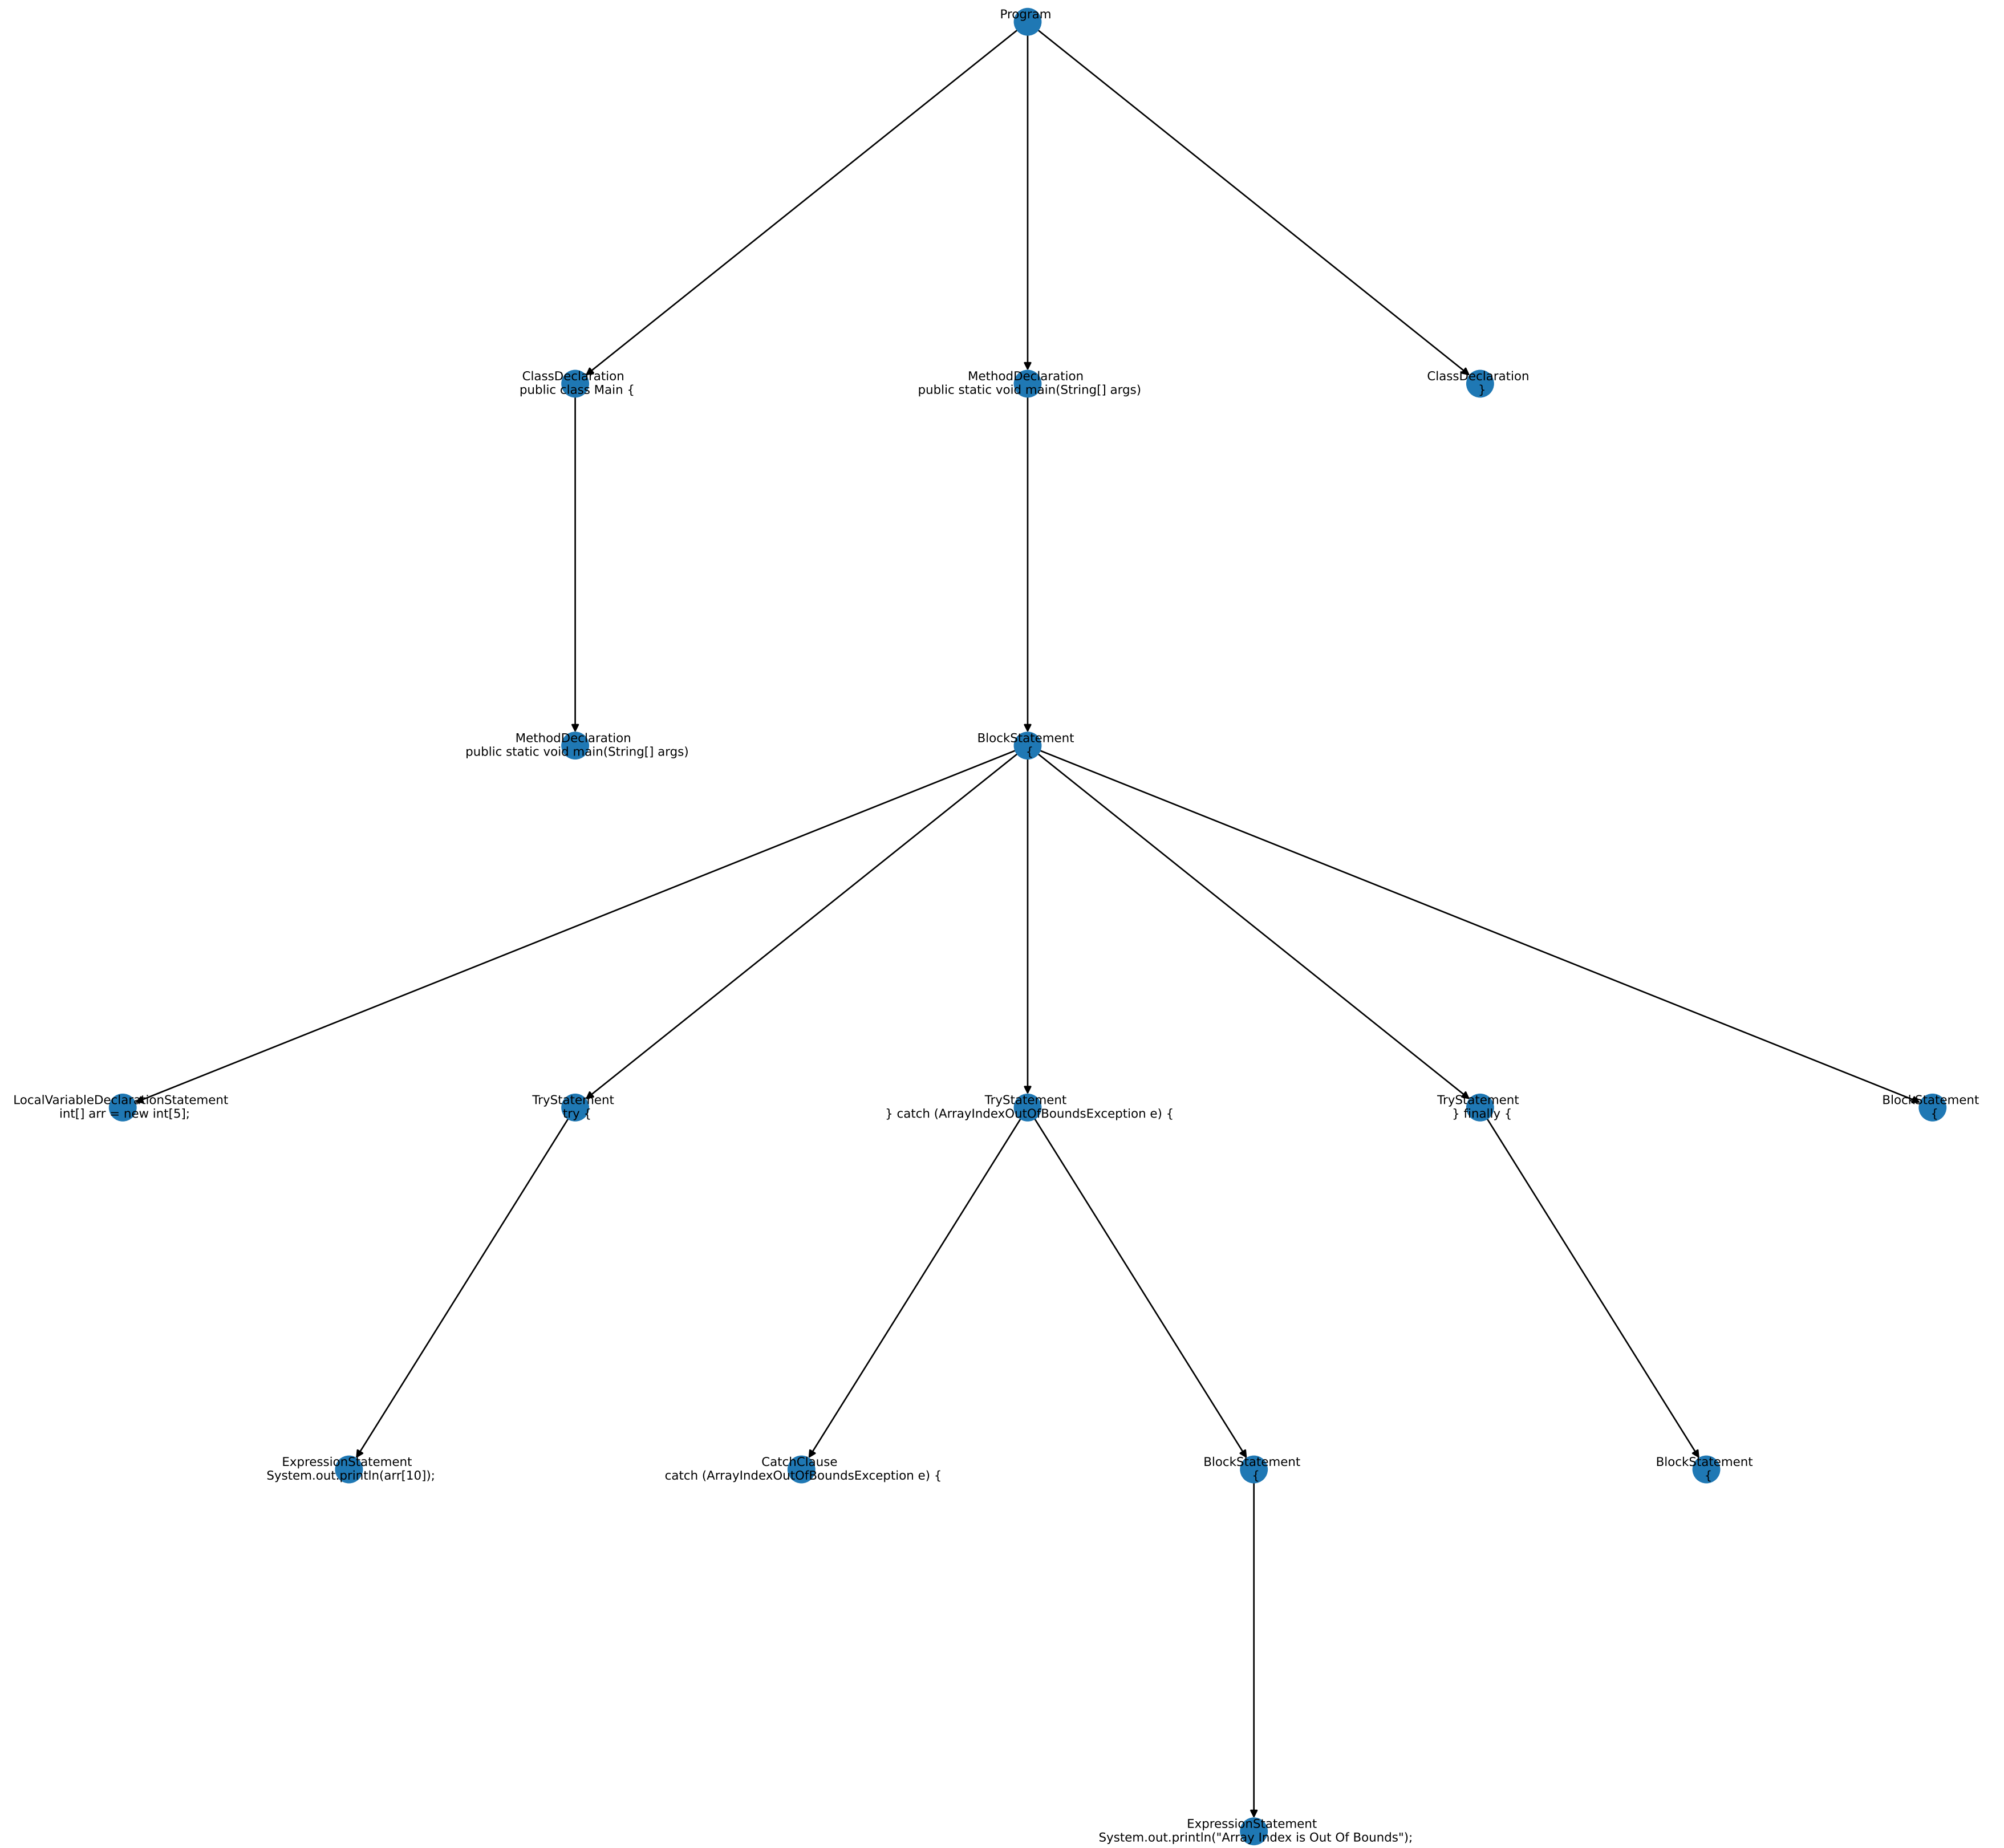 Program
ClassDeclaration
public class Main {
MethodDeclaration
public static void main(String[] args)
ClassDeclaration
}
MethodDeclaration
public static void main(String[] args)
BlockStatement
{
LocalVariableDeclarationStatement
int[] arr = new int[5];
TryStatement
try {
TryStatement
} catch (ArrayIndexOutOfBoundsException e) {
TryStatement
} finally {
BlockStatement
{
ExpressionStatement
System.out.println(arr[10]);
CatchClause
catch (ArrayIndexOutOfBoundsException e) {
BlockStatement
{
BlockStatement
{
ExpressionStatement
System.out.println("Array Index is Out Of Bounds");